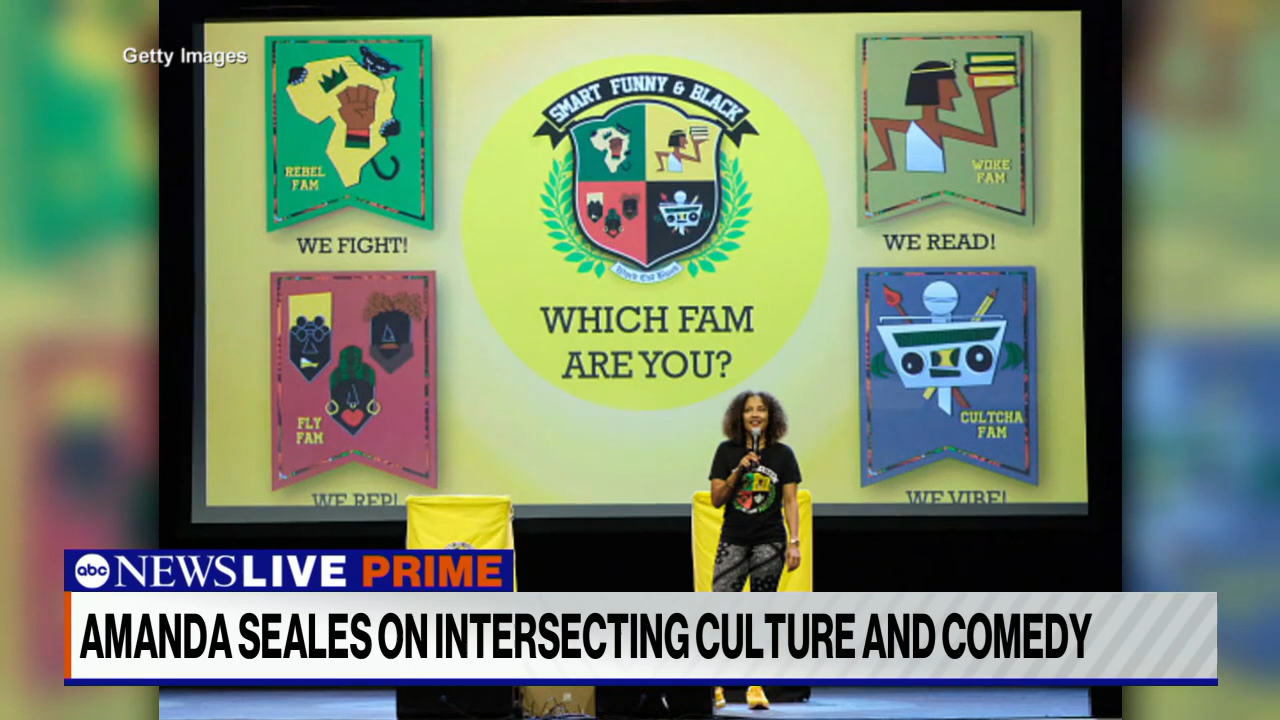 Getty Images
SMART FUNNY & BLACK
REBEL
FAM
WE FIGHT!
WOKE
FAM
WE READ!
WHICH FAM
ARE YOU?
FLY
FAM
WE REP!
CULTCHA
FAM
WE VIBE!
abc NEWS LIVE PRIME
AMANDA SEALES ON INTERSECTING CULTURE AND COMEDY